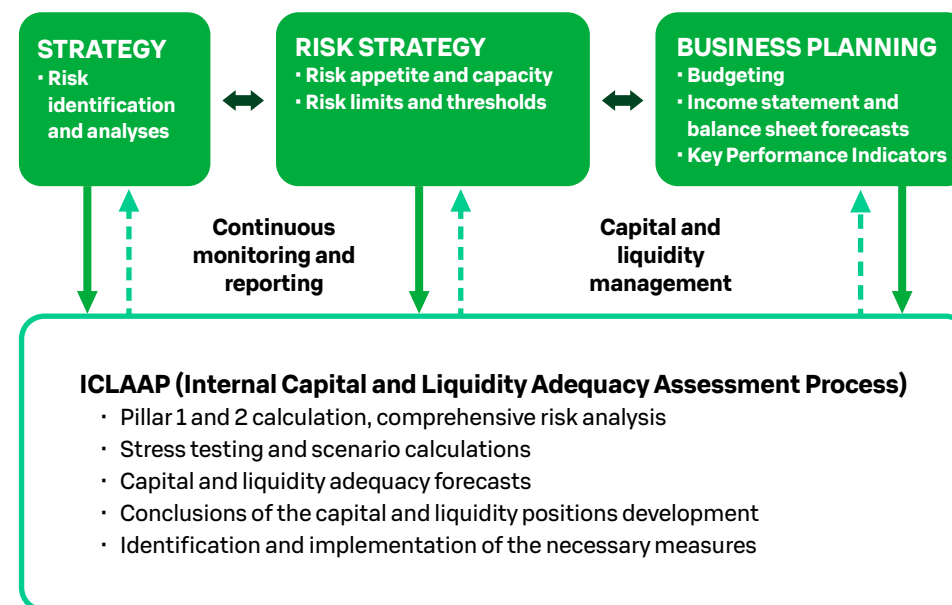 STRATEGY
· Risk
identification
and analyses
RISK STRATEGY
· Risk appetite and capacity
· Risk limits and thresholds
BUSINESS PLANNING
· Budgeting
· Income statement and
balance sheet forecasts
· Key Performance Indicators
Continuous
monitoring and
reporting
Capital and
liquidity
management
ICLAAP (Internal Capital and Liquidity Adequacy Assessment Process)
· Pillar 1 and 2 calculation, comprehensive risk analysis
· Stress testing and scenario calculations
· Capital and liquidity adequacy forecasts
· Conclusions of the capital and liquidity positions development
· Identification and implementation of the necessary measures